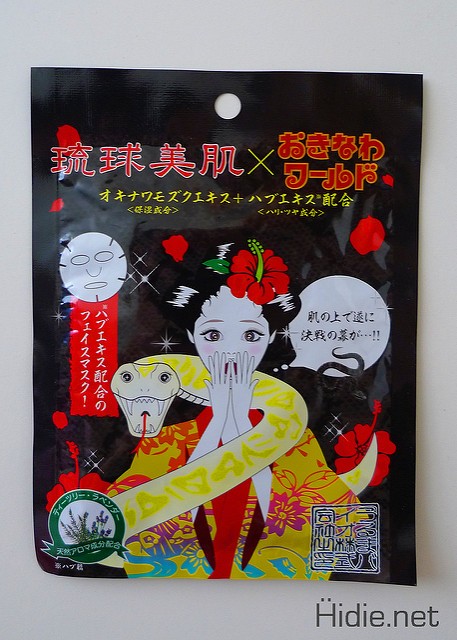 琉球美肌×おきなわワールド
オキナワモズクエキス+ハブエキス※配合
<保湿成分> <ハリ・ツヤ成分>
※ハブエキス配合の
フェイスマスク!
肌の上で遂に
決戦の幕が…!!
ティーツリー・ラベンダー
天然アロマ成分配合
Hidie.net